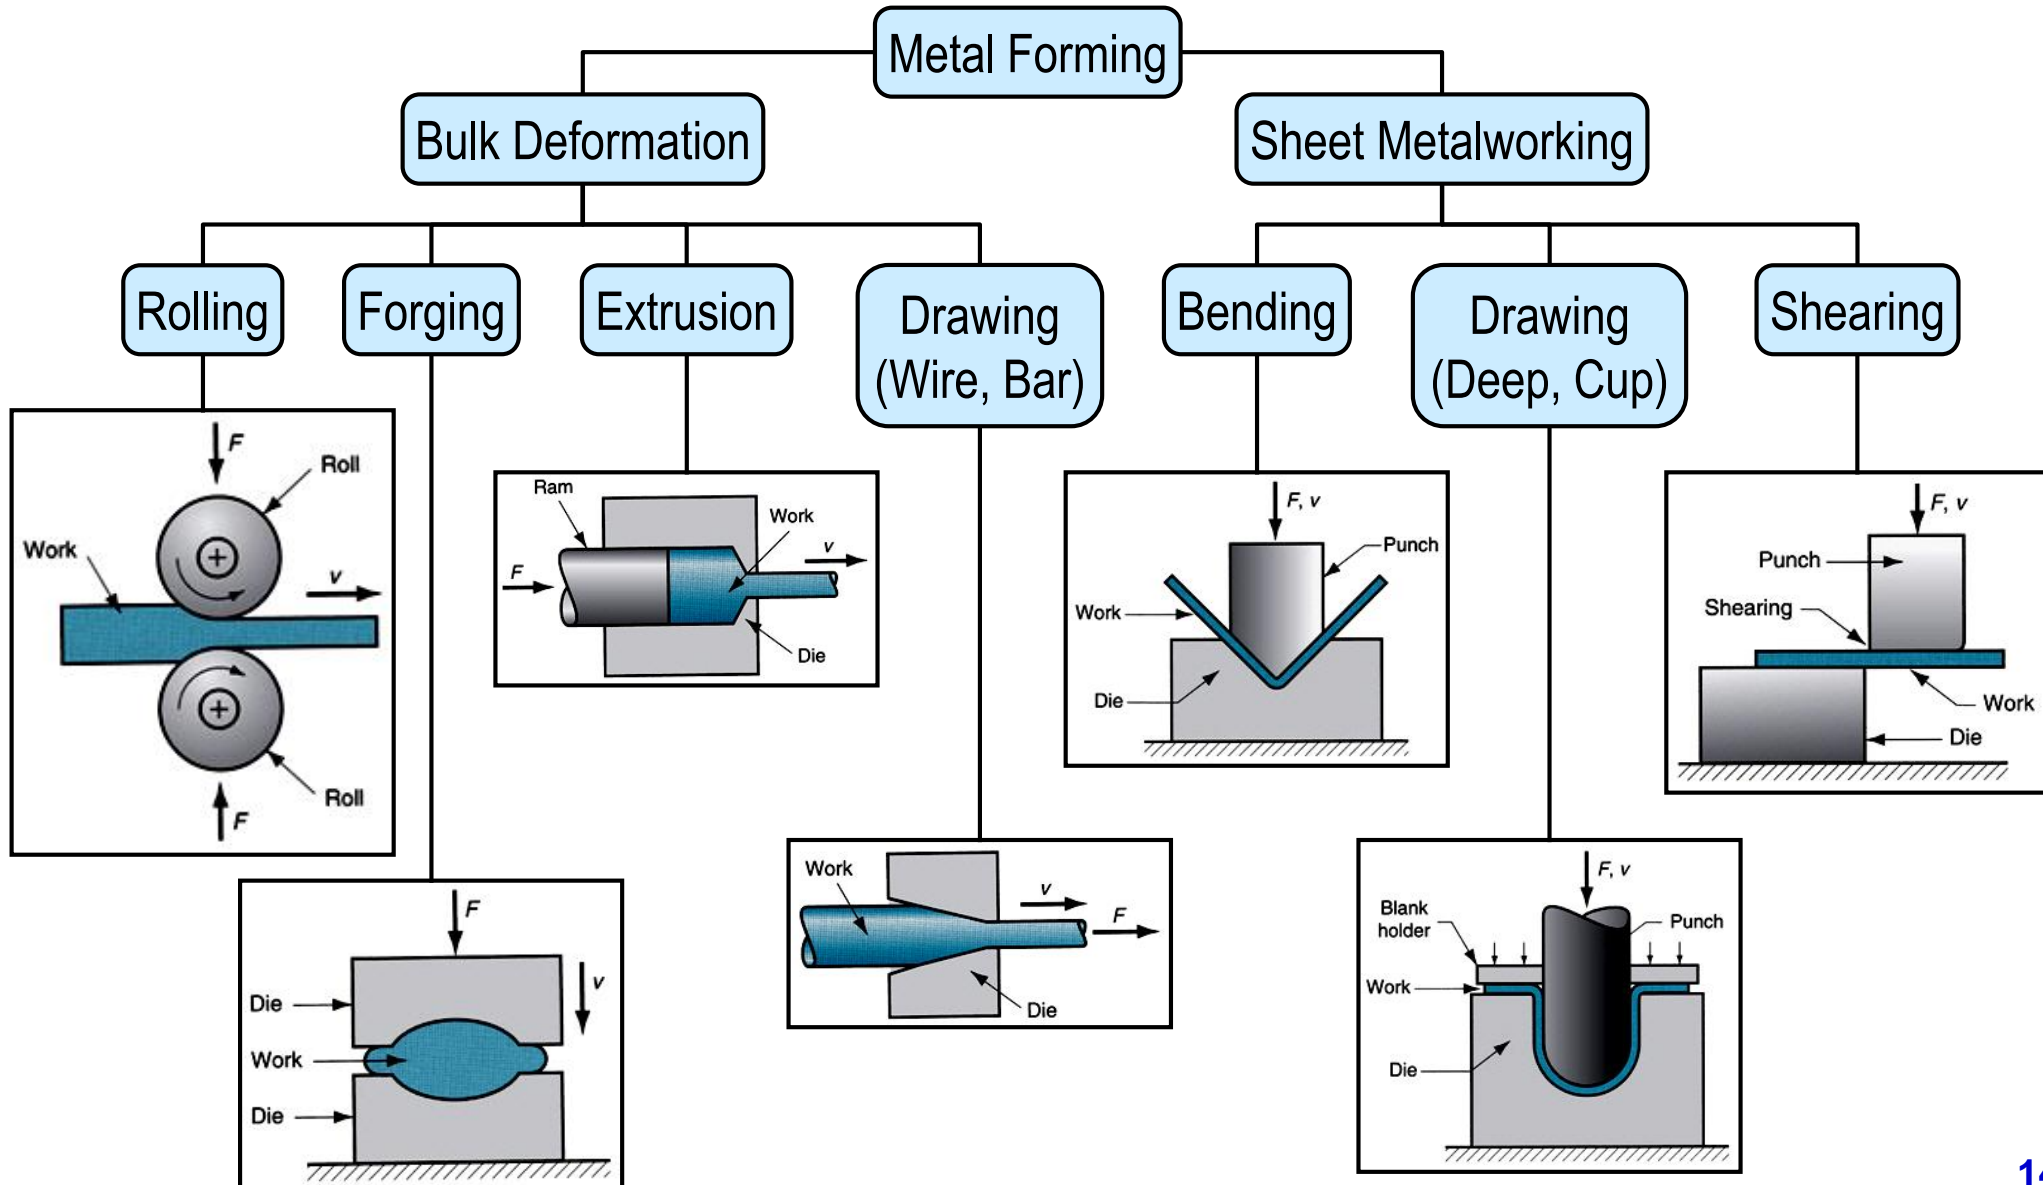 Metal Forming
Bulk Deformation
Sheet Metalworking
Rolling
Forging
Extrusion
Drawing
(Wire, Bar)
Bending
Drawing
(Deep, Cup)
Shearing
F
Roll
Work
v
Roll
F
Ram
Work
v
F
Die
F, v
Punch
Work
Die
F, v
Punch
Shearing
Work
Die
F
v
Die
Work
Die
Work
v
F
Die
F, v
Blank
holder
Punch
Work
Die
14